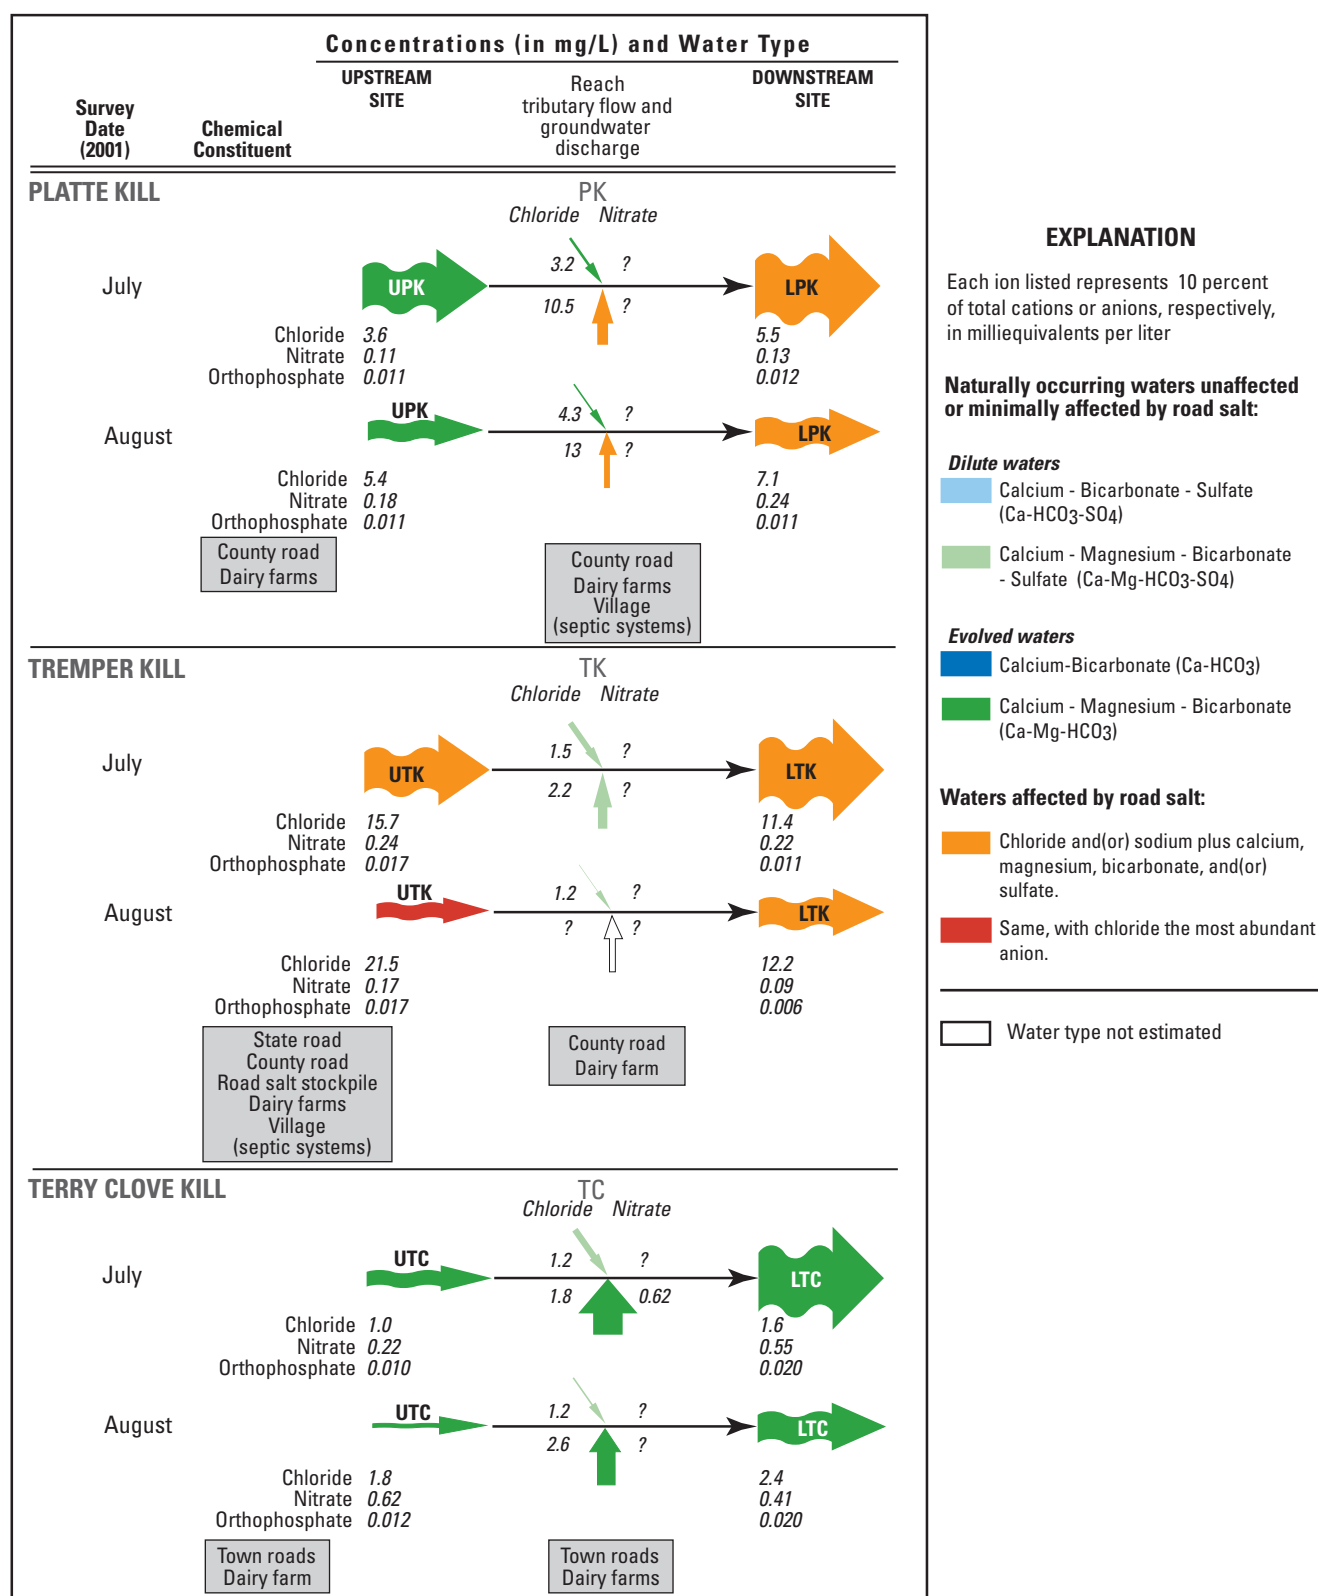 Concentrations (in mg/L) and Water Type
Survey
Date
(2001)
Chemical
Constituent
UPSTREAM
SITE
Reach
tributary flow and
groundwater
discharge
DOWNSTREAM
SITE
PLATTE KILL
PK
Chloride Nitrate
July
UPK
3.2 ?
10.5 ?
LPK
Chloride 3.6 5.5
Nitrate 0.11 0.13
Orthophosphate 0.011 0.012
August
UPK
4.3 ?
13 ?
LPK
Chloride 5.4 7.1
Nitrate 0.18 0.24
Orthophosphate 0.011 0.011
County road
Dairy farms
County road
Dairy farms
Village
(septic systems)
TREMPER KILL
TK
Chloride Nitrate
July
UTK
1.5 ?
2.2 ?
LTK
Chloride 15.7 11.4
Nitrate 0.24 0.22
Orthophosphate 0.017 0.011
August
UTK
1.2 ?
? ?
LTK
Chloride 21.5 12.2
Nitrate 0.17 0.09
Orthophosphate 0.017 0.006
State road
County road
Road salt stockpile
Dairy farms
Village
(septic systems)
County road
Dairy farm
TERRY CLOVE KILL
TC
Chloride Nitrate
July
UTC
1.2 ?
1.8 0.62
LTC
Chloride 1.0 1.6
Nitrate 0.22 0.55
Orthophosphate 0.010 0.020
August
UTC
1.2 ?
2.6 ?
LTC
Chloride 1.8 2.4
Nitrate 0.62 0.41
Orthophosphate 0.012 0.020
Town roads
Dairy farm
Town roads
Dairy farms
EXPLANATION
Each ion listed represents 10 percent
of total cations or anions, respectively,
in milliequivalents per liter
Naturally occurring waters unaffected
or minimally affected by road salt:
Dilute waters
Calcium - Bicarbonate - Sulfate
(Ca-HCO3-SO4)
Calcium - Magnesium - Bicarbonate
- Sulfate (Ca-Mg-HCO3-SO4)
Evolved waters
Calcium-Bicarbonate (Ca-HCO3)
Calcium - Magnesium - Bicarbonate
(Ca-Mg-HCO3)
Waters affected by road salt:
Chloride and(or) sodium plus calcium,
magnesium, bicarbonate, and(or)
sulfate.
Same, with chloride the most abundant
anion.
Water type not estimated